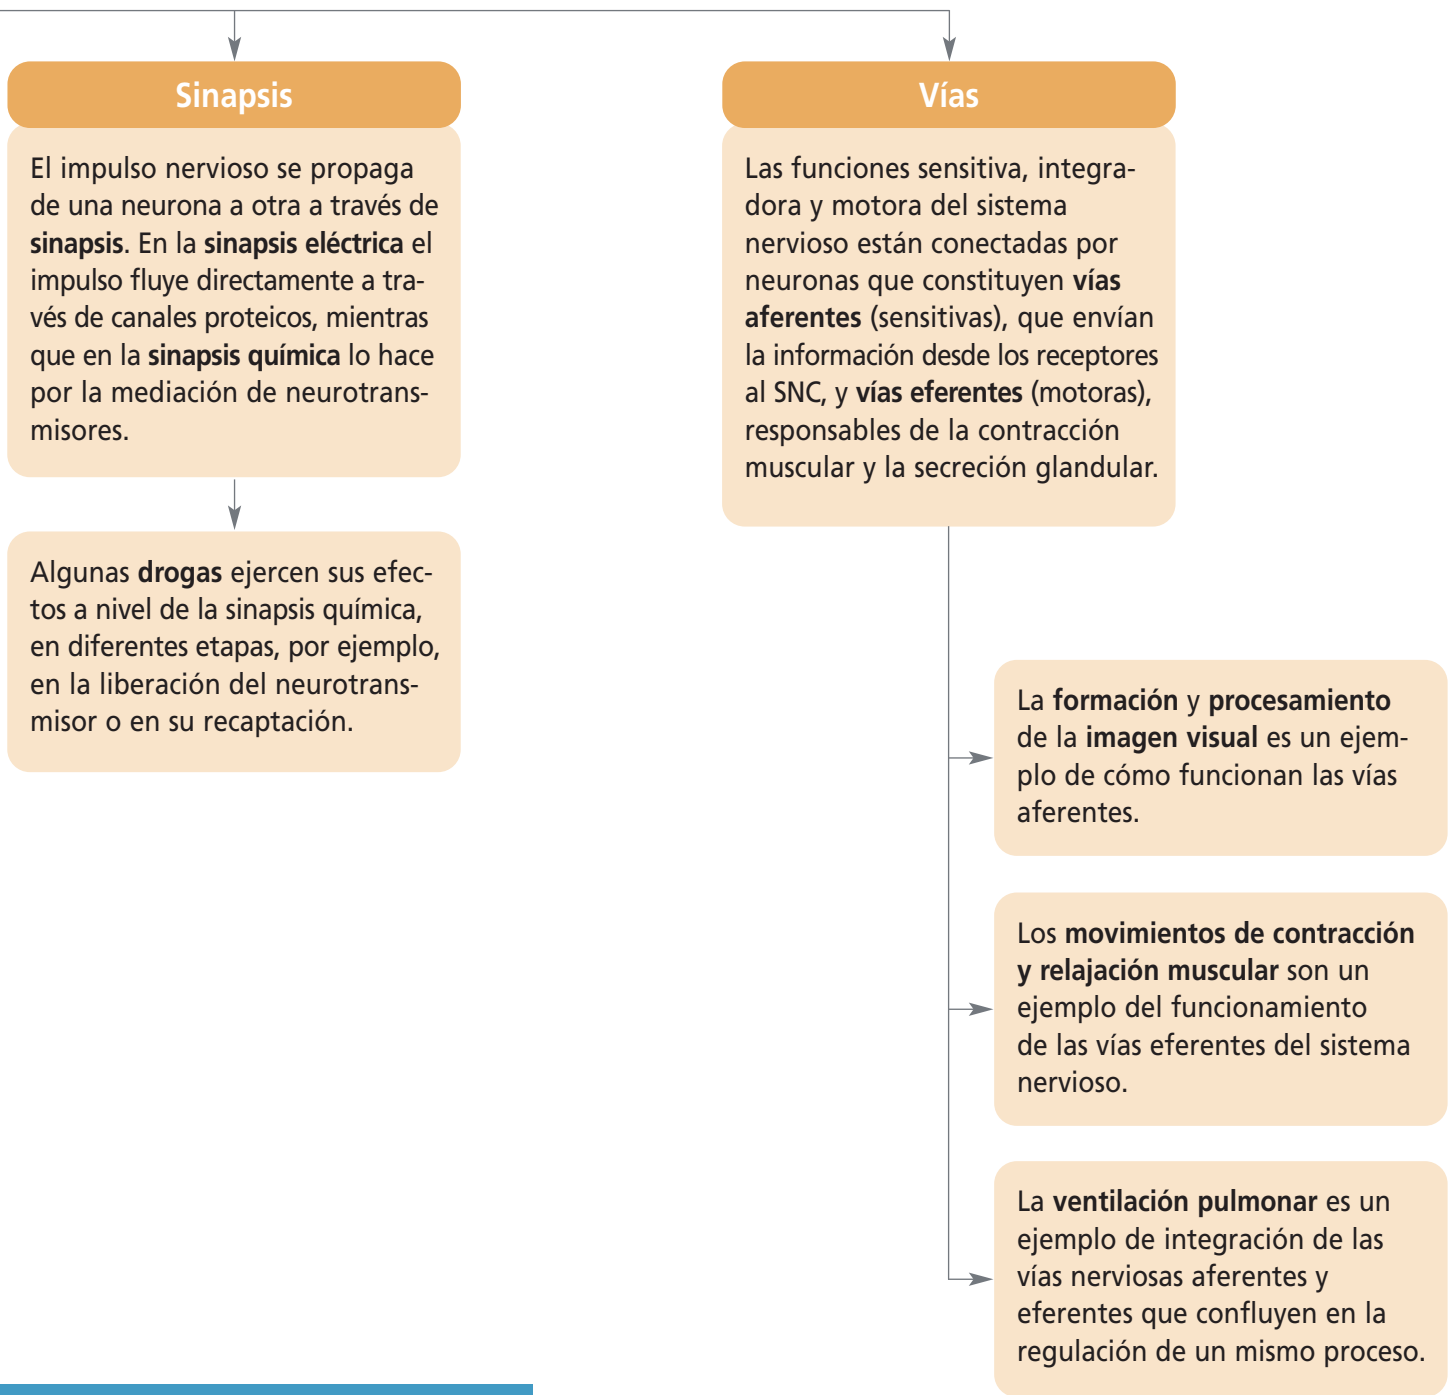 Sinapsis
El impulso nervioso se propaga
de una neurona a otra a través de
sinapsis. En la sinapsis eléctrica el
impulso fluye directamente a tra-
vés de canales proteicos, mientras
que en la sinapsis química lo hace
por la mediación de neurotrans-
misores.
Algunas drogas ejercen sus efec-
tos a nivel de la sinapsis química,
en diferentes etapas, por ejemplo,
en la liberación del neurotrans-
misor o en su recaptación.
Vías
Las funciones sensitiva, integra-
dora y motora del sistema
nervioso están conectadas por
neuronas que constituyen vías
aferentes (sensitivas), que envían
la información desde los receptores
al SNC, y vías eferentes (motoras),
responsables de la contracción
muscular y la secreción glandular.
La formación y procesamiento
de la imagen visual es un ejem-
plo de cómo funcionan las vías
aferentes.
Los movimientos de contracción
y relajación muscular son un
ejemplo del funcionamiento
de las vías eferentes del sistema
nervioso.
La ventilación pulmonar es un
ejemplo de integración de las
vías nerviosas aferentes y
eferentes que confluyen en la
regulación de un mismo proceso.